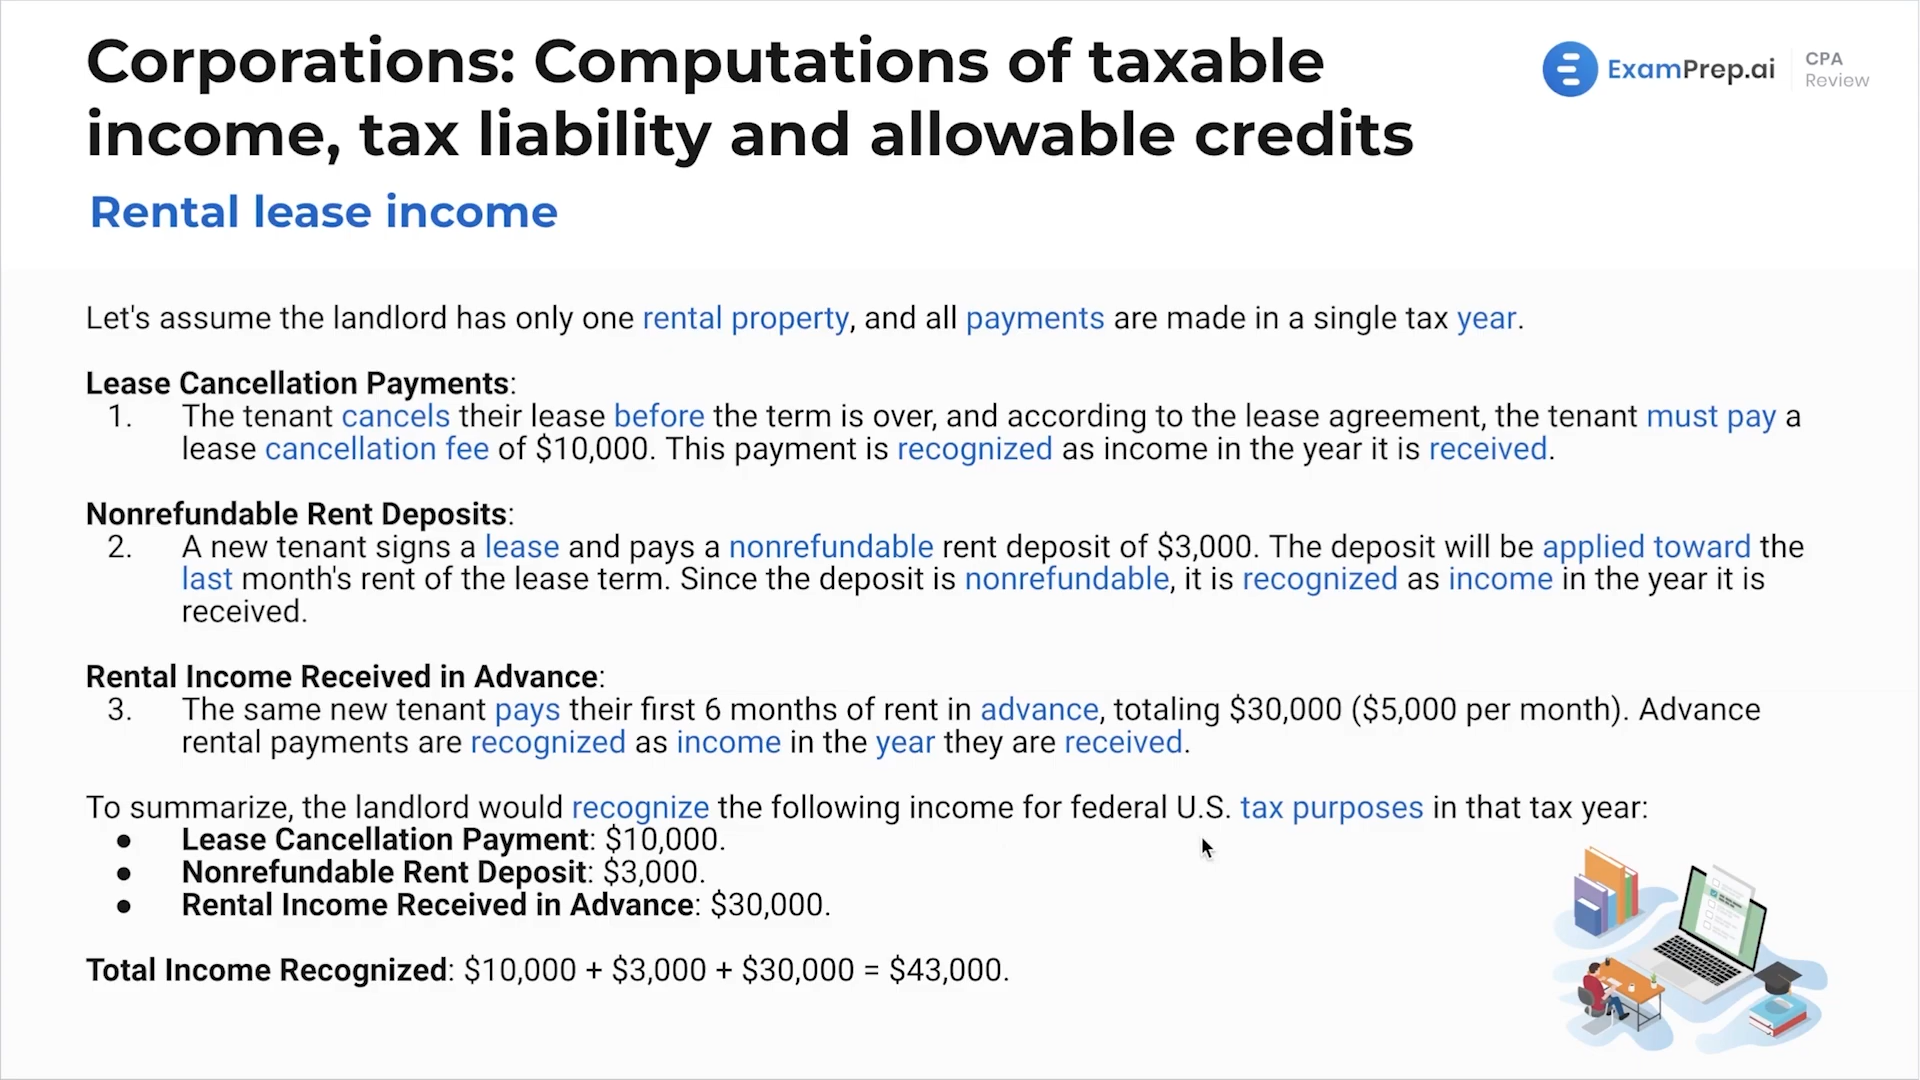 Corporations: Computations of taxable
income, tax liability and allowable credits
ExamPrep.ai
CPA
Review
Rental lease income
Let's assume the landlord has only one rental property, and all payments are made in a single tax year.
Lease Cancellation Payments:
1. The tenant cancels their lease before the term is over, and according to the lease agreement, the tenant must pay a
lease cancellation fee of $10,000. This payment is recognized as income in the year it is received.
Nonrefundable Rent Deposits:
2. A new tenant signs a lease and pays a nonrefundable rent deposit of $3,000. The deposit will be applied toward the
last month's rent of the lease term. Since the deposit is nonrefundable, it is recognized as income in the year it is
received.
Rental Income Received in Advance:
3. The same new tenant pays their first 6 months of rent in advance, totaling $30,000 ($5,000 per month). Advance
rental payments are recognized as income in the year they are received.
To summarize, the landlord would recognize the following income for federal U.S. tax purposes in that tax year:
● Lease Cancellation Payment: $10,000.
● Nonrefundable Rent Deposit: $3,000.
● Rental Income Received in Advance: $30,000.
Total Income Recognized: $10,000 + $3,000 + $30,000 = $43,000.